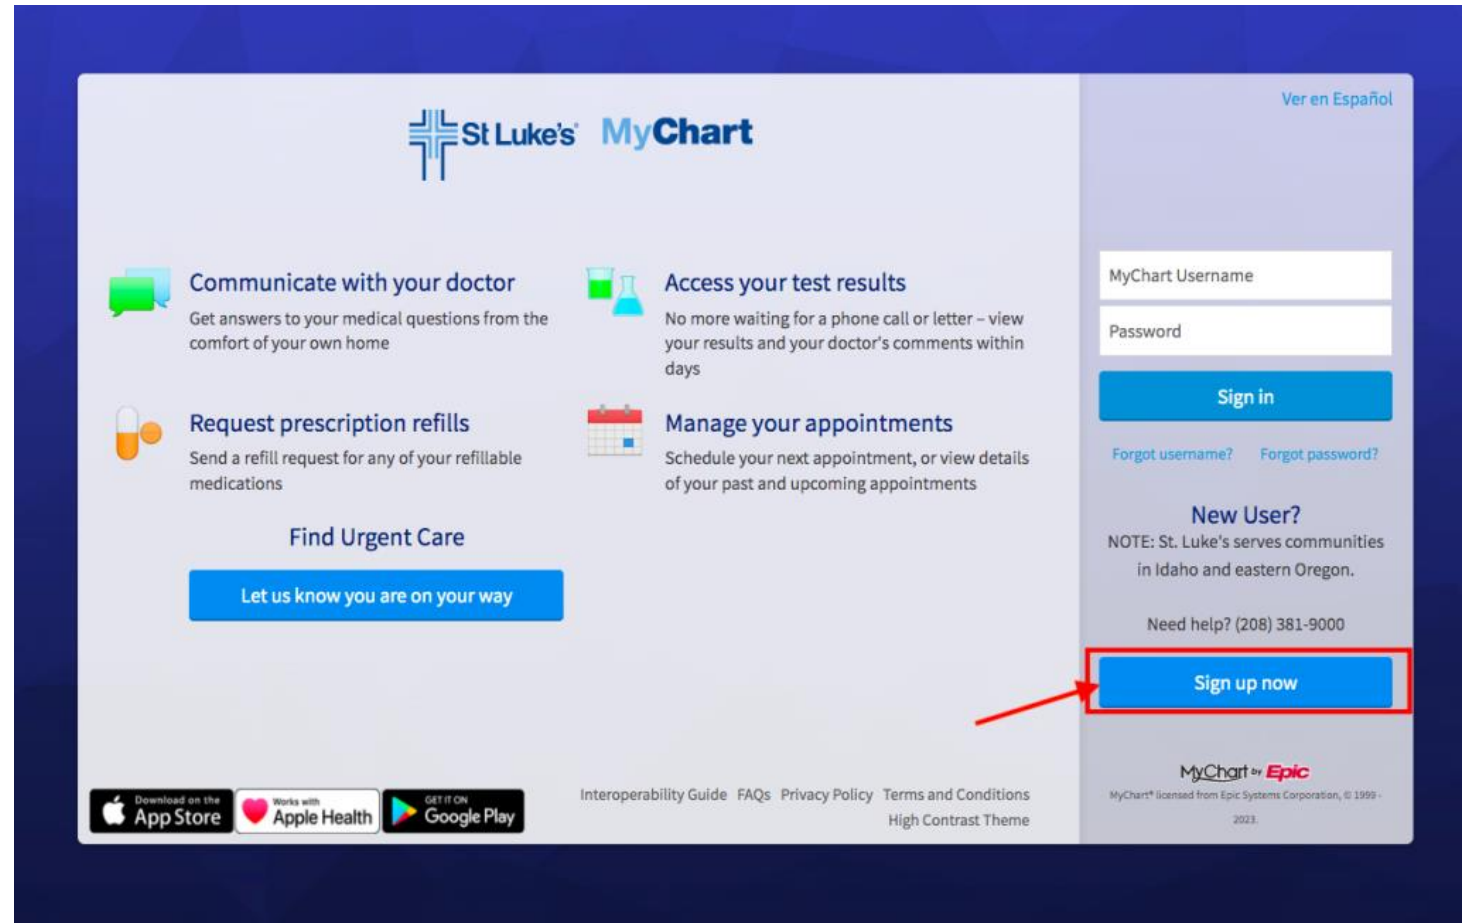 Ver en Español
St Luke's MyChart
Communicate with your doctor
Get answers to your medical questions from the
comfort of your own home
Access your test results
No more waiting for a phone call or letter – view
your results and your doctor's comments within
days
Request prescription refills
Send a refill request for any of your refillable
medications
Manage your appointments
Schedule your next appointment, or view details
of your past and upcoming appointments
Find Urgent Care
Let us know you are on your way
MyChart Username
Password
Sign in
Forgot username? Forgot password?
New User?
NOTE: St. Luke's serves communities
in Idaho and eastern Oregon.
Need help? (208) 381-9000
Sign up now
Download on the
App Store
Works with
Apple Health
GET IT ON
Google Play
Interoperability Guide FAQs Privacy Policy Terms and Conditions
High Contrast Theme
MyChart by Epic
MyChart® licensed from Epic Systems Corporation, © 1999 -
2023.